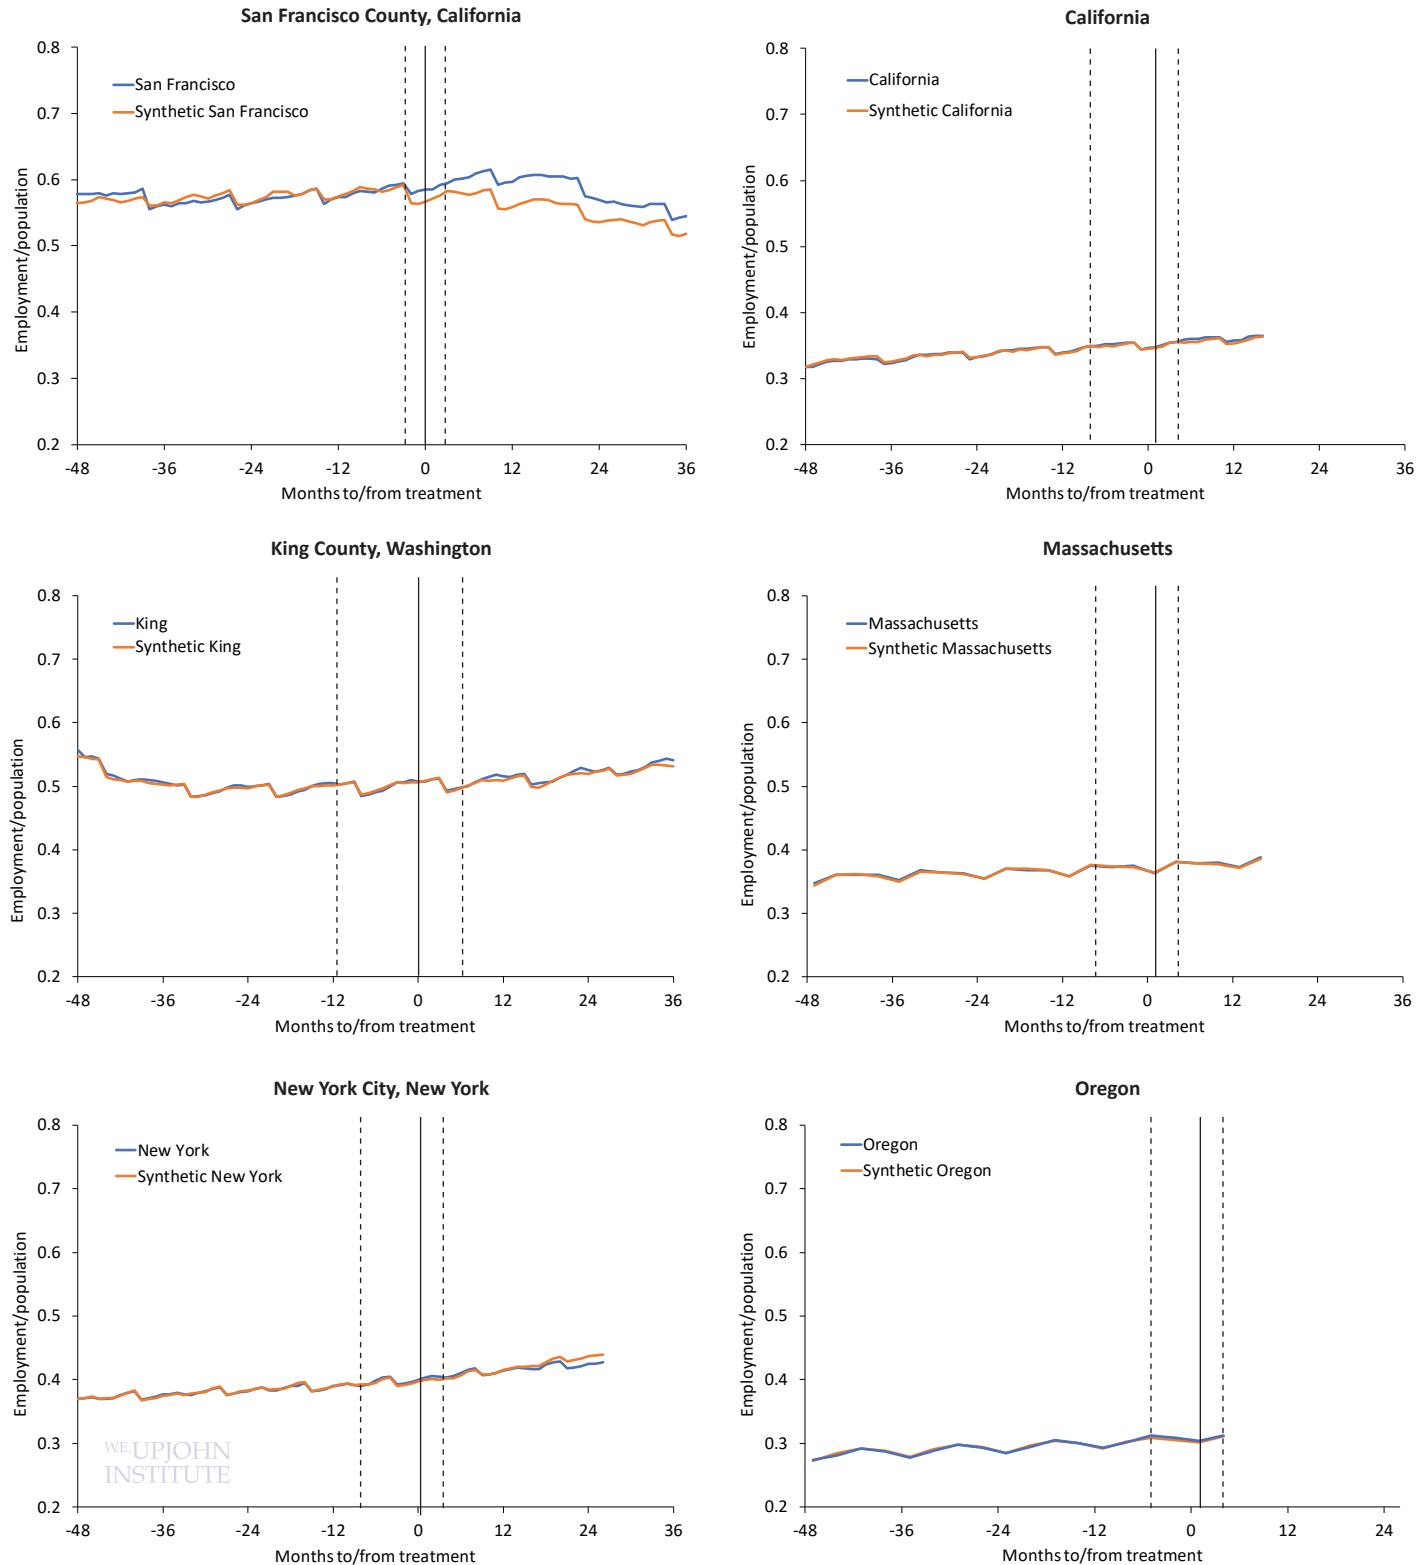 San Francisco County, California
0.8
0.7
0.6
0.5
0.4
0.3
0.2
Employment/population
San Francisco
Synthetic San Francisco
-48
-36
-24
-12
0
12
24
36
Months to/from treatment
California
0.8
0.7
0.6
0.5
0.4
0.3
0.2
Employment/population
California
Synthetic California
-48
-36
-24
-12
0
12
24
36
Months to/from treatment
King County, Washington
0.8
0.7
0.6
0.5
0.4
0.3
0.2
Employment/population
King
Synthetic King
-48
-36
-24
-12
0
12
24
36
Months to/from treatment
Massachusetts
0.8
0.7
0.6
0.5
0.4
0.3
0.2
Employment/population
Massachusetts
Synthetic Massachusetts
-48
-36
-24
-12
0
12
24
36
Months to/from treatment
New York City, New York
0.8
0.7
0.6
0.5
0.4
0.3
0.2
Employment/population
New York
Synthetic New York
W.E. UPJOHN
INSTITUTE
-48
-36
-24
-12
0
12
24
36
Months to/from treatment
Oregon
0.8
0.7
0.6
0.5
0.4
0.3
0.2
Employment/population
Oregon
Synthetic Oregon
-48
-36
-24
-12
0
12
24
Months to/from treatment